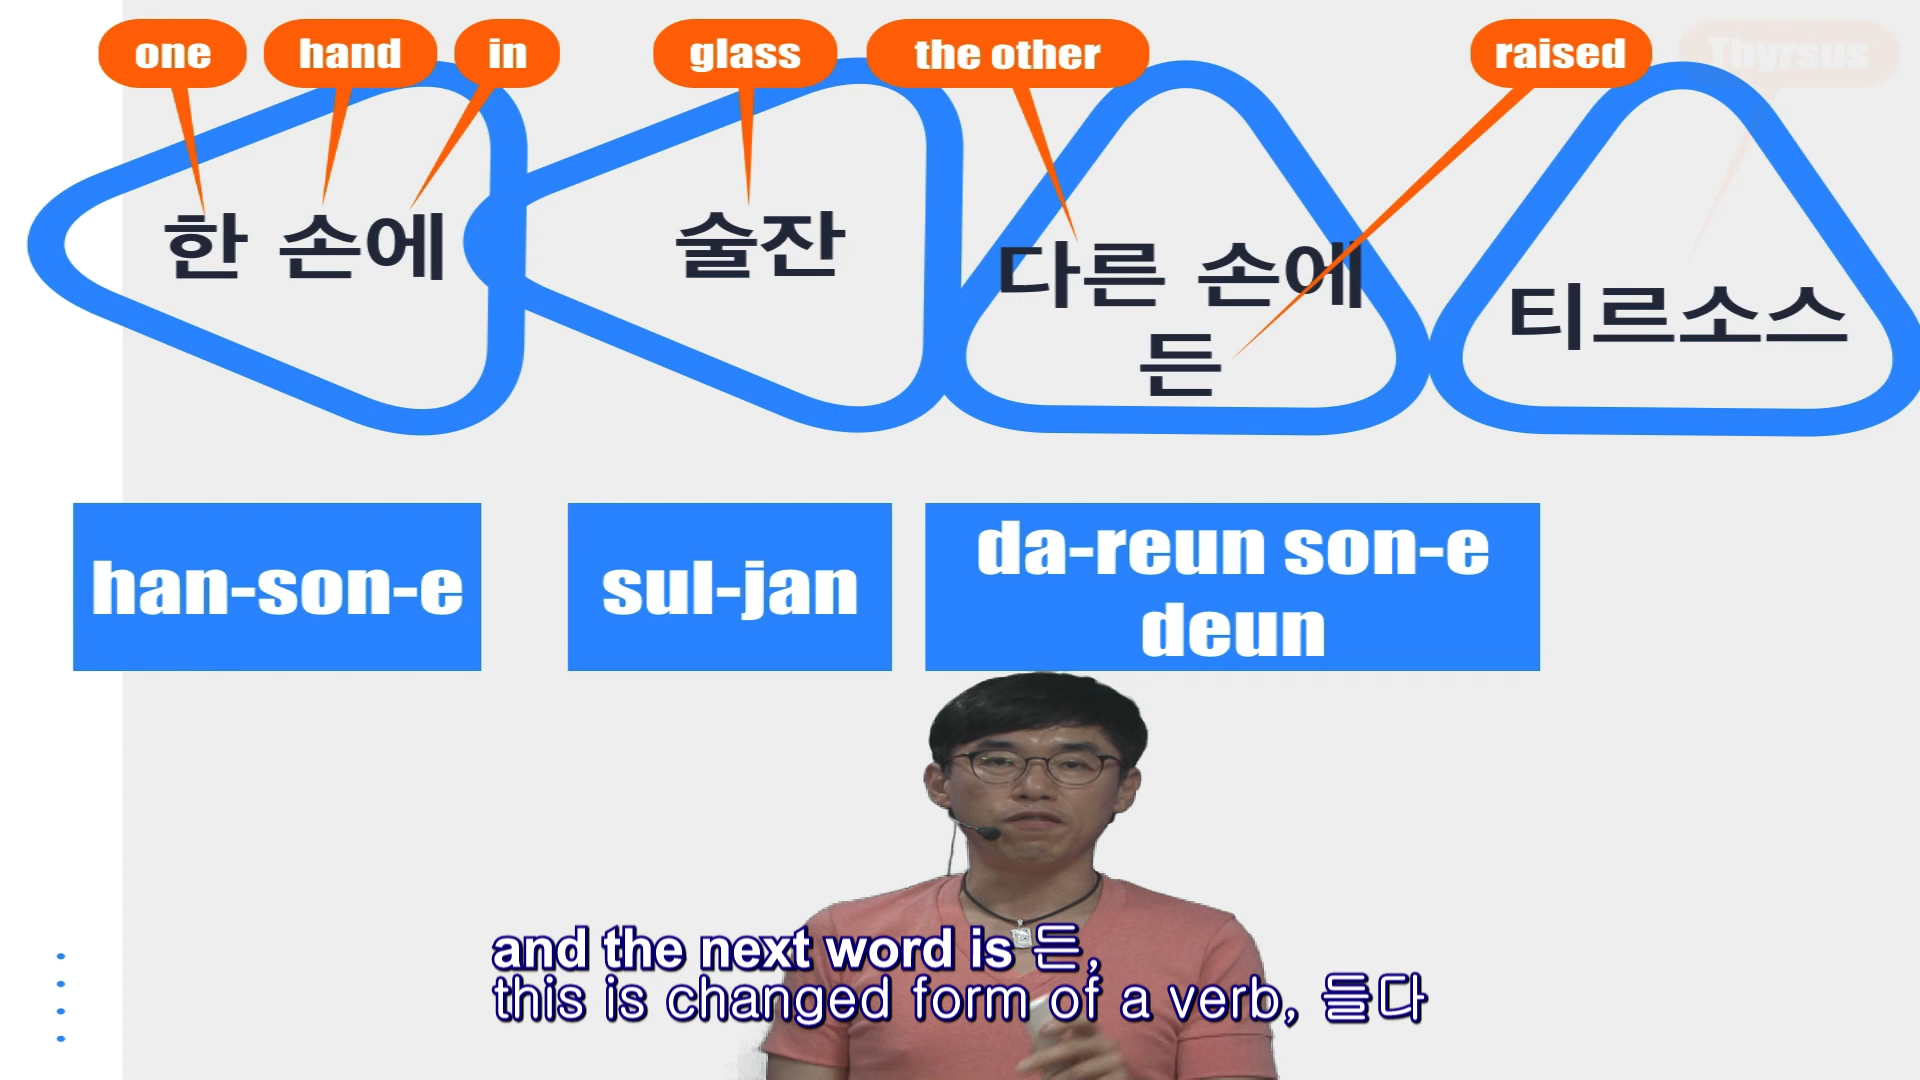 one hand in glass the other raised Thyrsus
한 손에 술잔 다른 손에 든 티르소스
han-son-e sul-jan da-reun son-e deun
and the next word is 든,
this is changed form of a verb, 들다